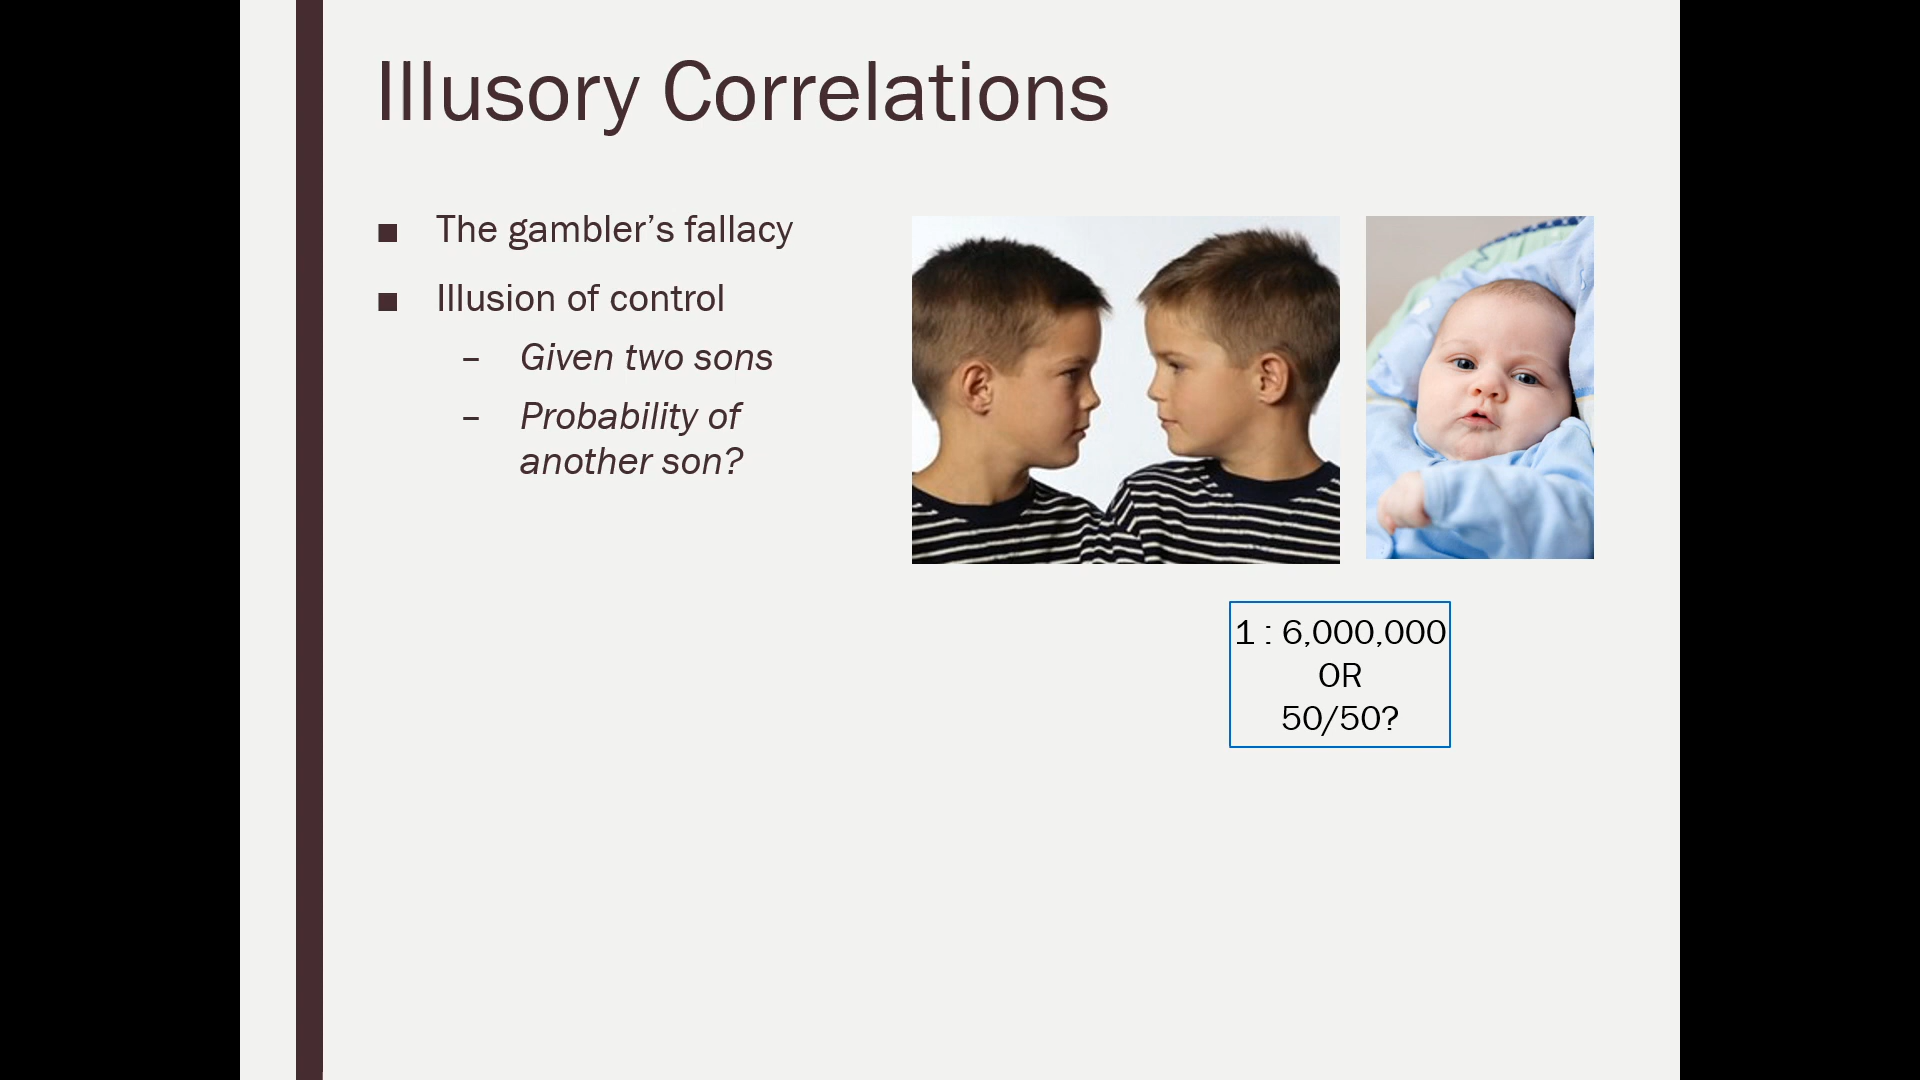 Illusory Correlations
■ The gambler’s fallacy
■ Illusion of control
– Given two sons
– Probability of
another son?
1 : 6,000,000
OR
50/50?